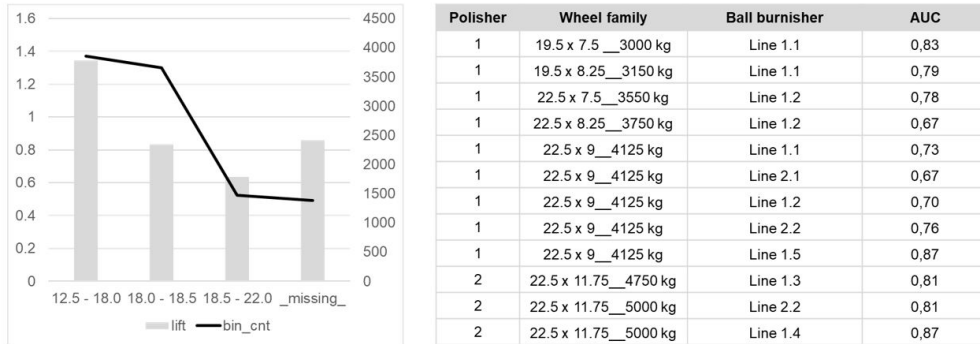 1.6
1.4
1.2
1
0.8
0.6
0.4
0.2
0
4500
4000
3500
3000
2500
2000
1500
1000
500
0
12.5 - 18.0 18.0 - 18.5 18.5 - 22.0 _missing_
lift bin_cnt
Polisher Wheel family Ball burnisher AUC
1 19.5 x 7.5 __3000 kg Line 1.1 0,83
1 19.5 x 8.25__3150 kg Line 1.1 0,79
1 22.5 x 7.5__3550 kg Line 1.2 0,78
1 22.5 x 8.25__3750 kg Line 1.2 0,67
1 22.5 x 9__4125 kg Line 1.1 0,73
1 22.5 x 9__4125 kg Line 2.1 0,67
1 22.5 x 9__4125 kg Line 1.2 0,70
1 22.5 x 9__4125 kg Line 2.2 0,76
1 22.5 x 9__4125 kg Line 1.5 0,87
2 22.5 x 11.75__4750 kg Line 1.3 0,81
2 22.5 x 11.75__5000 kg Line 2.2 0,81
2 22.5 x 11.75__5000 kg Line 1.4 0,87